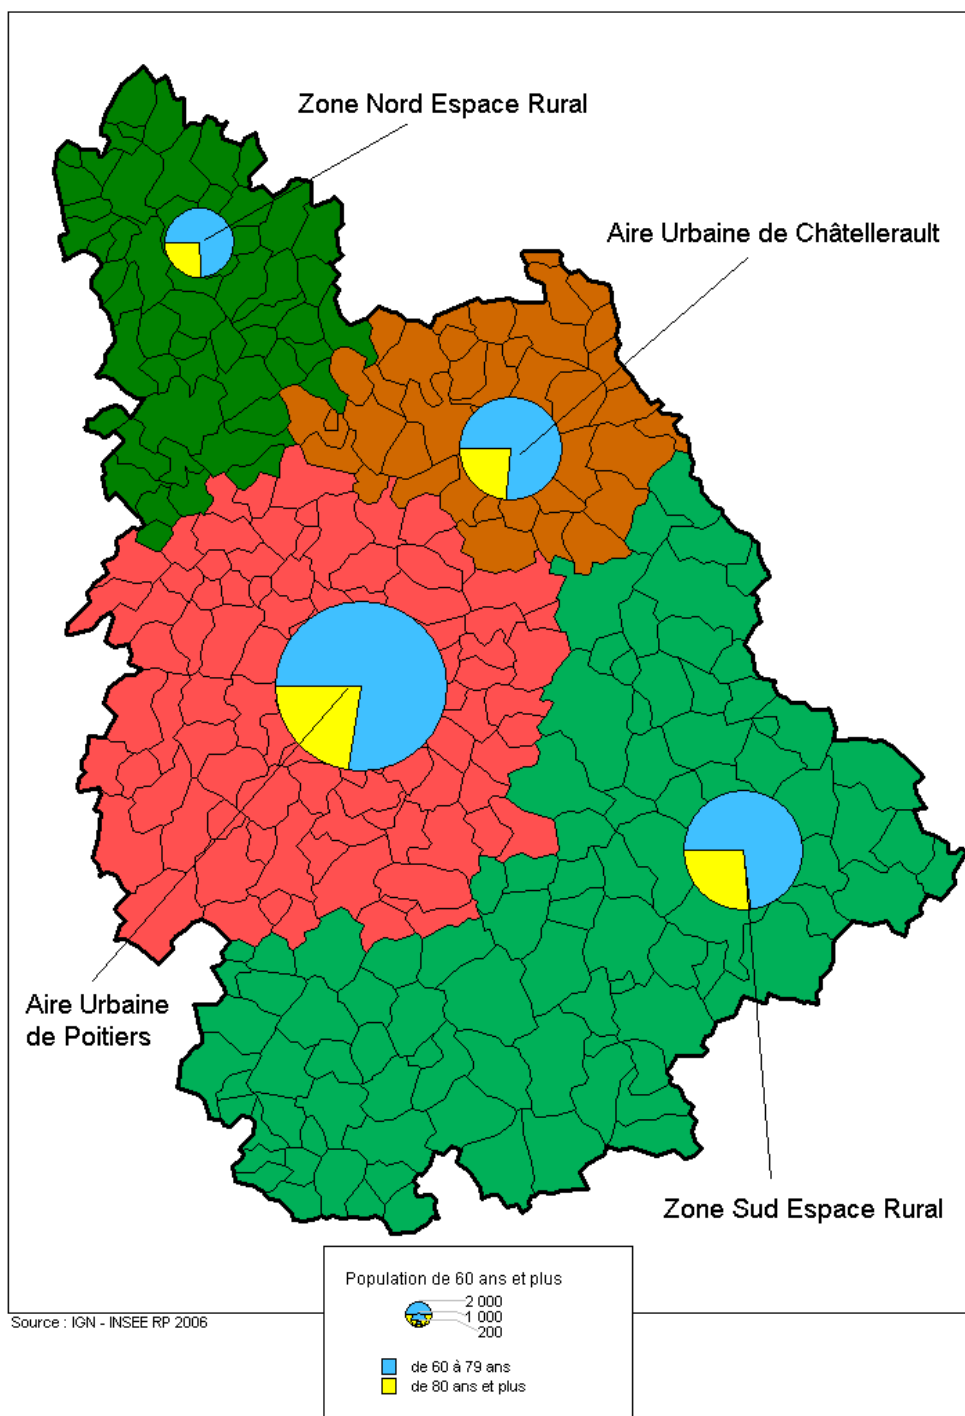 Zone Nord Espace Rural
Aire Urbaine de Châtellerault
Aire Urbaine
de Poitiers
Zone Sud Espace Rural
Population de 60 ans et plus
2 000
1 000
200
Source : IGN - INSEE RP 2006
de 60 à 79 ans
de 80 ans et plus